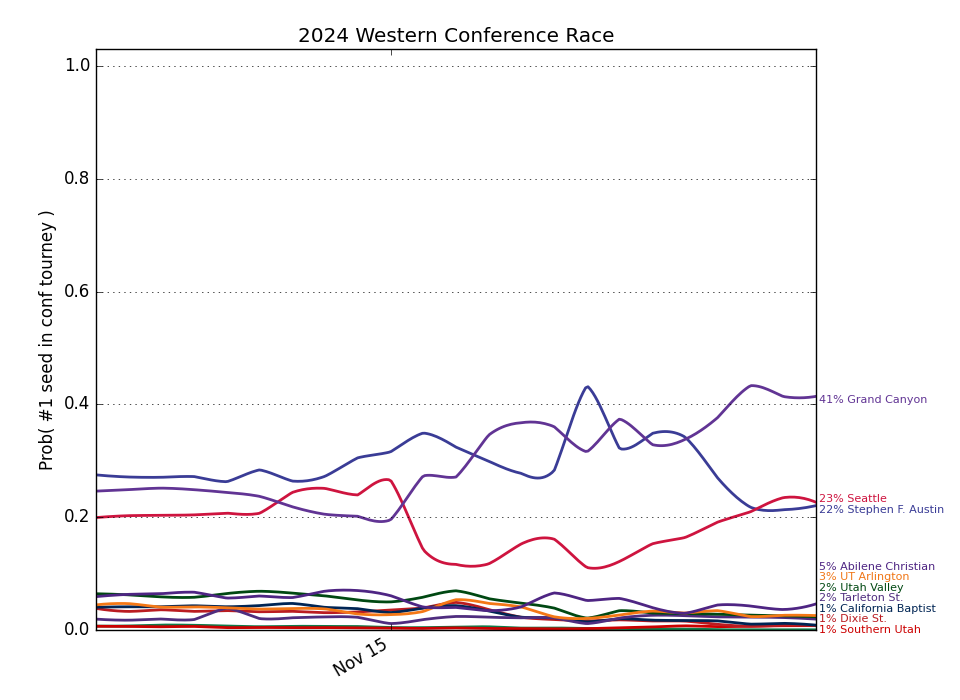 2024 Western Conference Race
Prob( #1 seed in conf tourney )
1.0
0.8
0.6
0.4
0.2
0.0
Nov 15
41% Grand Canyon
23% Seattle
22% Stephen F. Austin
5% Abilene Christian
3% UT Arlington
2% Utah Valley
2% Tarleton St.
1% California Baptist
1% Dixie St.
1% Southern Utah